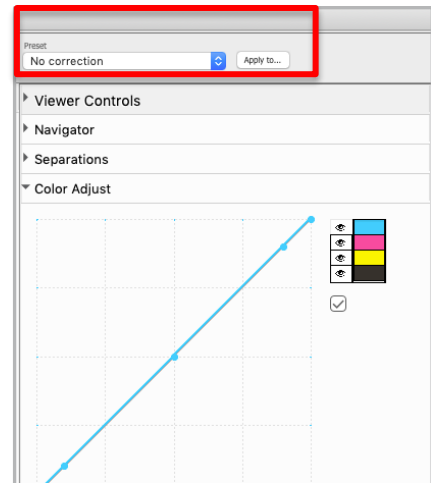 Preset
No correction
Apply to...
Viewer Controls
Navigator
Separations
Color Adjust